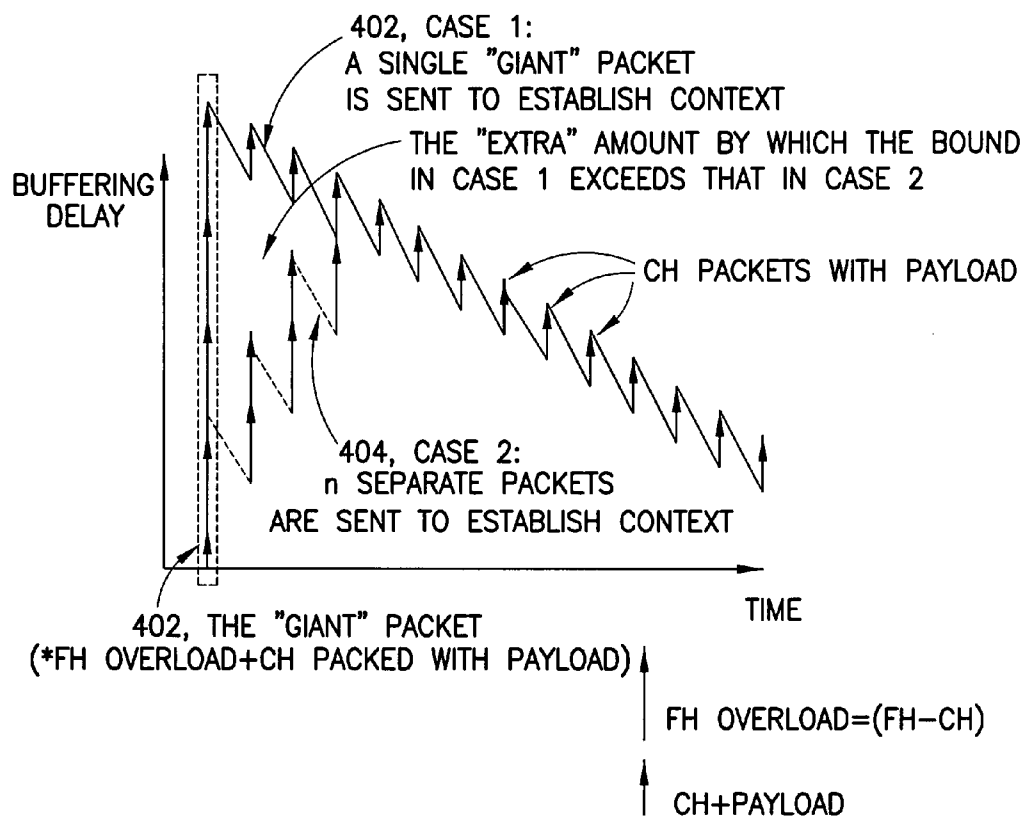 402, CASE 1:
A SINGLE "GIANT" PACKET
IS SENT TO ESTABLISH CONTEXT
THE "EXTRA" AMOUNT BY WHICH THE BOUND
IN CASE 1 EXCEEDS THAT IN CASE 2
BUFFERING
DELAY
CH PACKETS WITH PAYLOAD
404, CASE 2:
n SEPARATE PACKETS
ARE SENT TO ESTABLISH CONTEXT
TIME
402, THE "GIANT" PACKET
(*FH OVERLOAD+CH PACKED WITH PAYLOAD)
FH OVERLOAD=(FH-CH)
CH+PAYLOAD